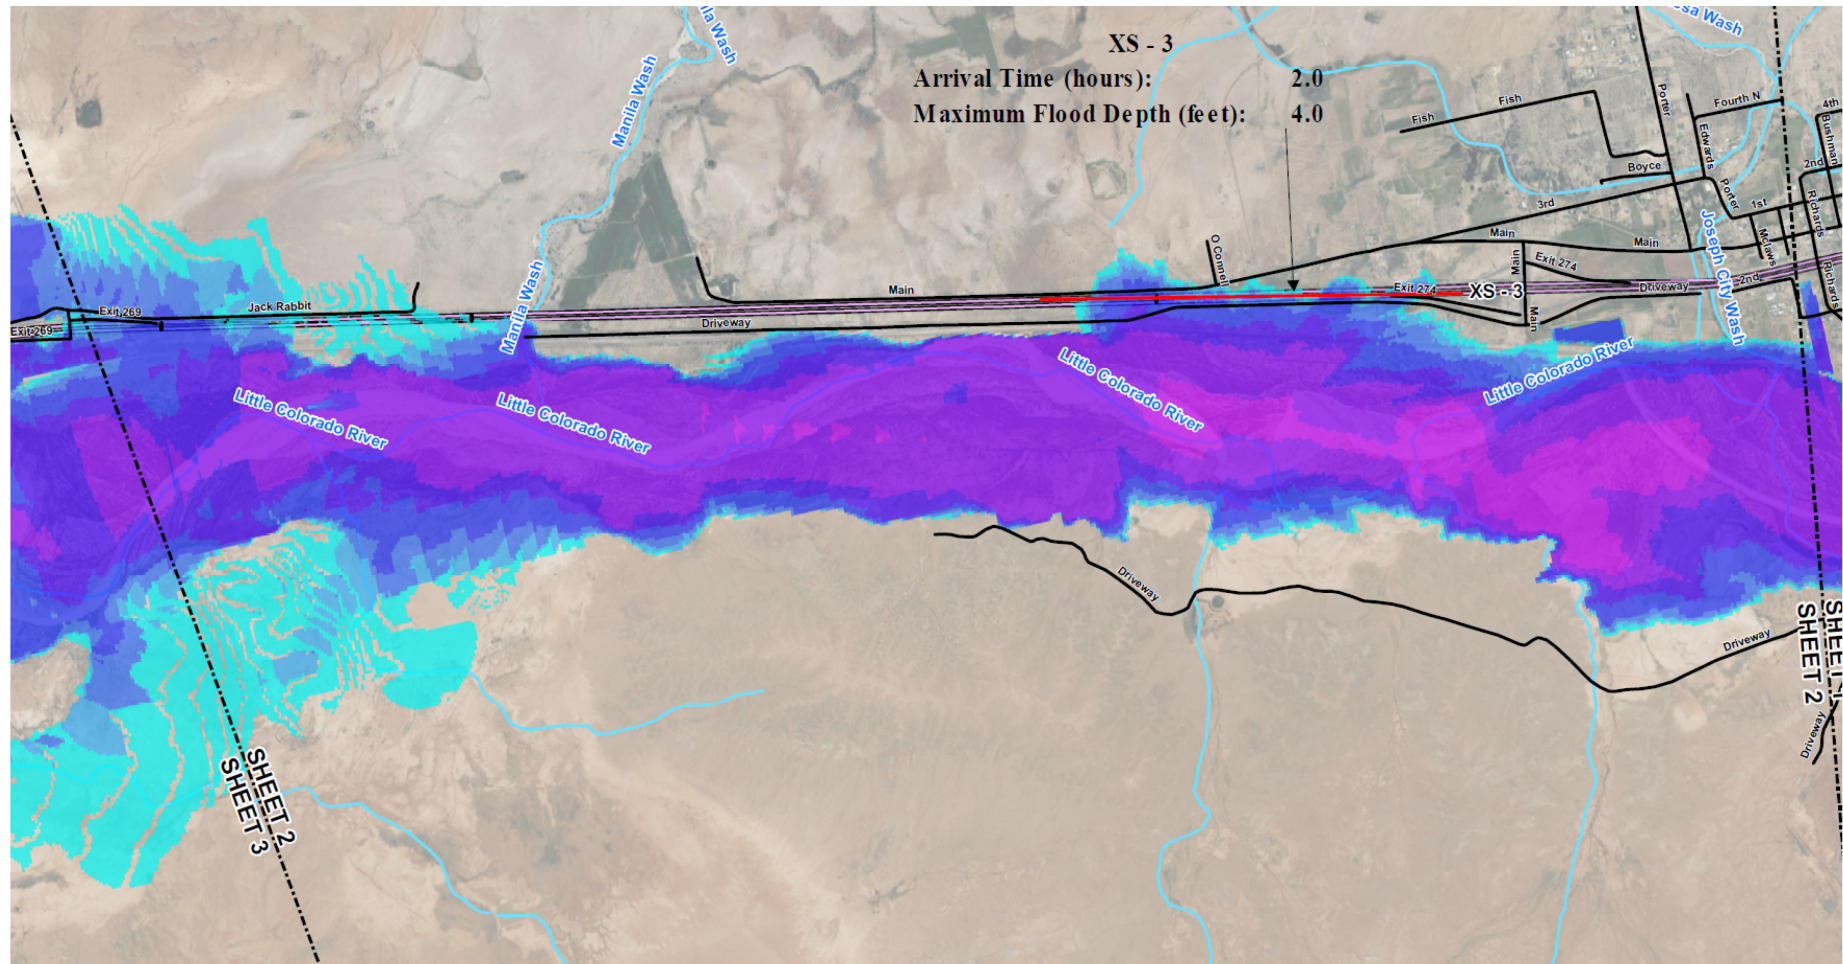 Manila Wash
XS - 3
Arrival Time (hours): 2.0
Maximum Flood Depth (feet): 4.0
Wash
Fish
Fish
Porter
Fourth N
4th
Bushman
Edwards
Boyce
2nd
Porter
3rd
1st
Richards
Mclaws
Manila Wash
Joseph City Wash
O Connell
Main
Main
Main
Exit 274
2nd
Richards
Main
Exit 274
XS - 3
Driveway
Jack Rabbit
Exit 269
Exit 269
Driveway
Main
Manila Wash
Little Colorado River
Little Colorado River
Little Colorado River
Little Colorado River
Driveway
Driveway
SHEET 2
SHEET
Driveway
SHEET 2
SHEET 3